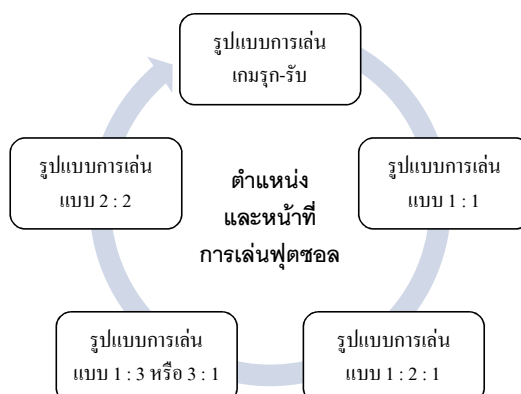 รูปแบบการเล่น
เกมรุก-รับ
รูปแบบการเล่น
แบบ 1 : 1
รูปแบบการเล่น
แบบ 1 : 2 : 1
รูปแบบการเล่น
แบบ 1 : 3 หรือ 3 : 1
รูปแบบการเล่น
แบบ 2 : 2
ตำแหน่ง
และหน้าที่
การเล่นฟุตซอล